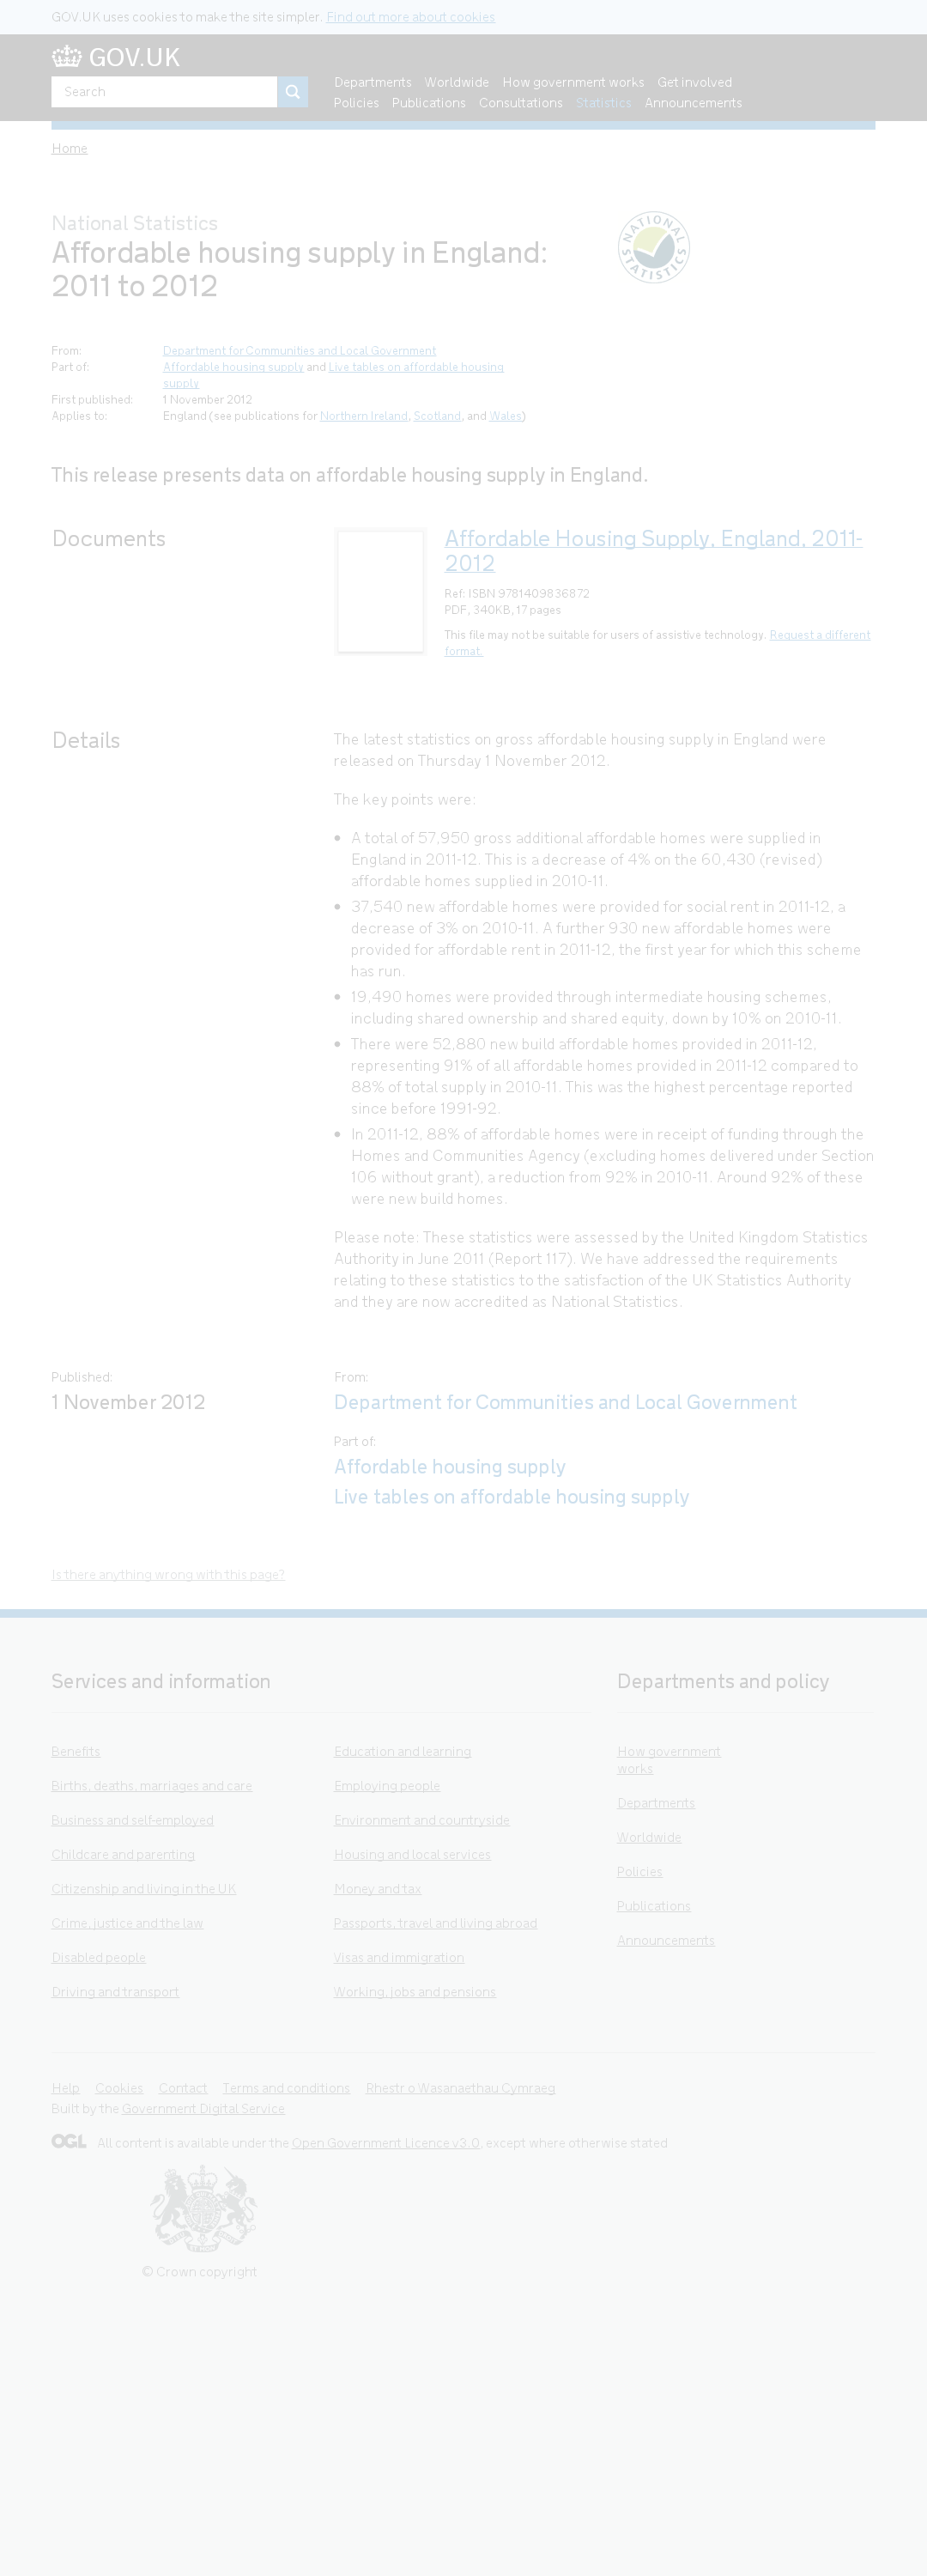 GOV.UK uses cookies to make the site simpler. Find out more about cookies
GOV.UK
Search
Departments Worldwide How government works Get involved
Policies Publications Consultations Statistics Announcements
Home
National Statistics
Affordable housing supply in England:
2011 to 2012
NATIONAL STATISTICS
From: Department for Communities and Local Government
Part of: Affordable housing supply and Live tables on affordable housing
supply
First published: 1 November 2012
Applies to: England (see publications for Northern Ireland, Scotland, and Wales)
This release presents data on affordable housing supply in England.
Documents
Affordable Housing Supply, England, 2011-
2012
Ref: ISBN 9781409836872
PDF, 340KB, 17 pages
This file may not be suitable for users of assistive technology. Request a different
format.
Details
The latest statistics on gross affordable housing supply in England were
released on Thursday 1 November 2012.
The key points were:
A total of 57,950 gross additional affordable homes were supplied in
England in 2011-12. This is a decrease of 4% on the 60,430 (revised)
affordable homes supplied in 2010-11.
37,540 new affordable homes were provided for social rent in 2011-12, a
decrease of 3% on 2010-11. A further 930 new affordable homes were
provided for affordable rent in 2011-12, the first year for which this scheme
has run.
19,490 homes were provided through intermediate housing schemes,
including shared ownership and shared equity; down by 10% on 2010-11.
There were 52,880 new build affordable homes provided in 2011-12,
representing 91% of all affordable homes provided in 2011-12 compared to
88% of total supply in 2010-11. This was the highest percentage reported
since before 1991-92.
In 2011-12, 88% of affordable homes were in receipt of funding through the
Homes and Communities Agency (excluding homes delivered under Section
106 without grant), a reduction from 92% in 2010-11. Around 92% of these
were new build homes.
Please note: These statistics were assessed by the United Kingdom Statistics
Authority in June 2011 (Report 117). We have addressed the requirements
relating to these statistics to the satisfaction of the UK Statistics Authority
and they are now accredited as National Statistics.
Published:
1 November 2012
From:
Department for Communities and Local Government
Part of:
Affordable housing supply
Live tables on affordable housing supply
Is there anything wrong with this page?
Services and information
Benefits
Births, deaths, marriages and care
Business and self-employed
Childcare and parenting
Citizenship and living in the UK
Crime, justice and the law
Disabled people
Driving and transport
Education and learning
Employing people
Environment and countryside
Housing and local services
Money and tax
Passports, travel and living abroad
Visas and immigration
Working, jobs and pensions
Departments and policy
How government
works
Departments
Worldwide
Policies
Publications
Announcements
Help Cookies Contact Terms and conditions Rhestr o Wasanaethau Cymraeg
Built by the Government Digital Service
OGL All content is available under the Open Government Licence v3.0, except where otherwise stated
© Crown copyright